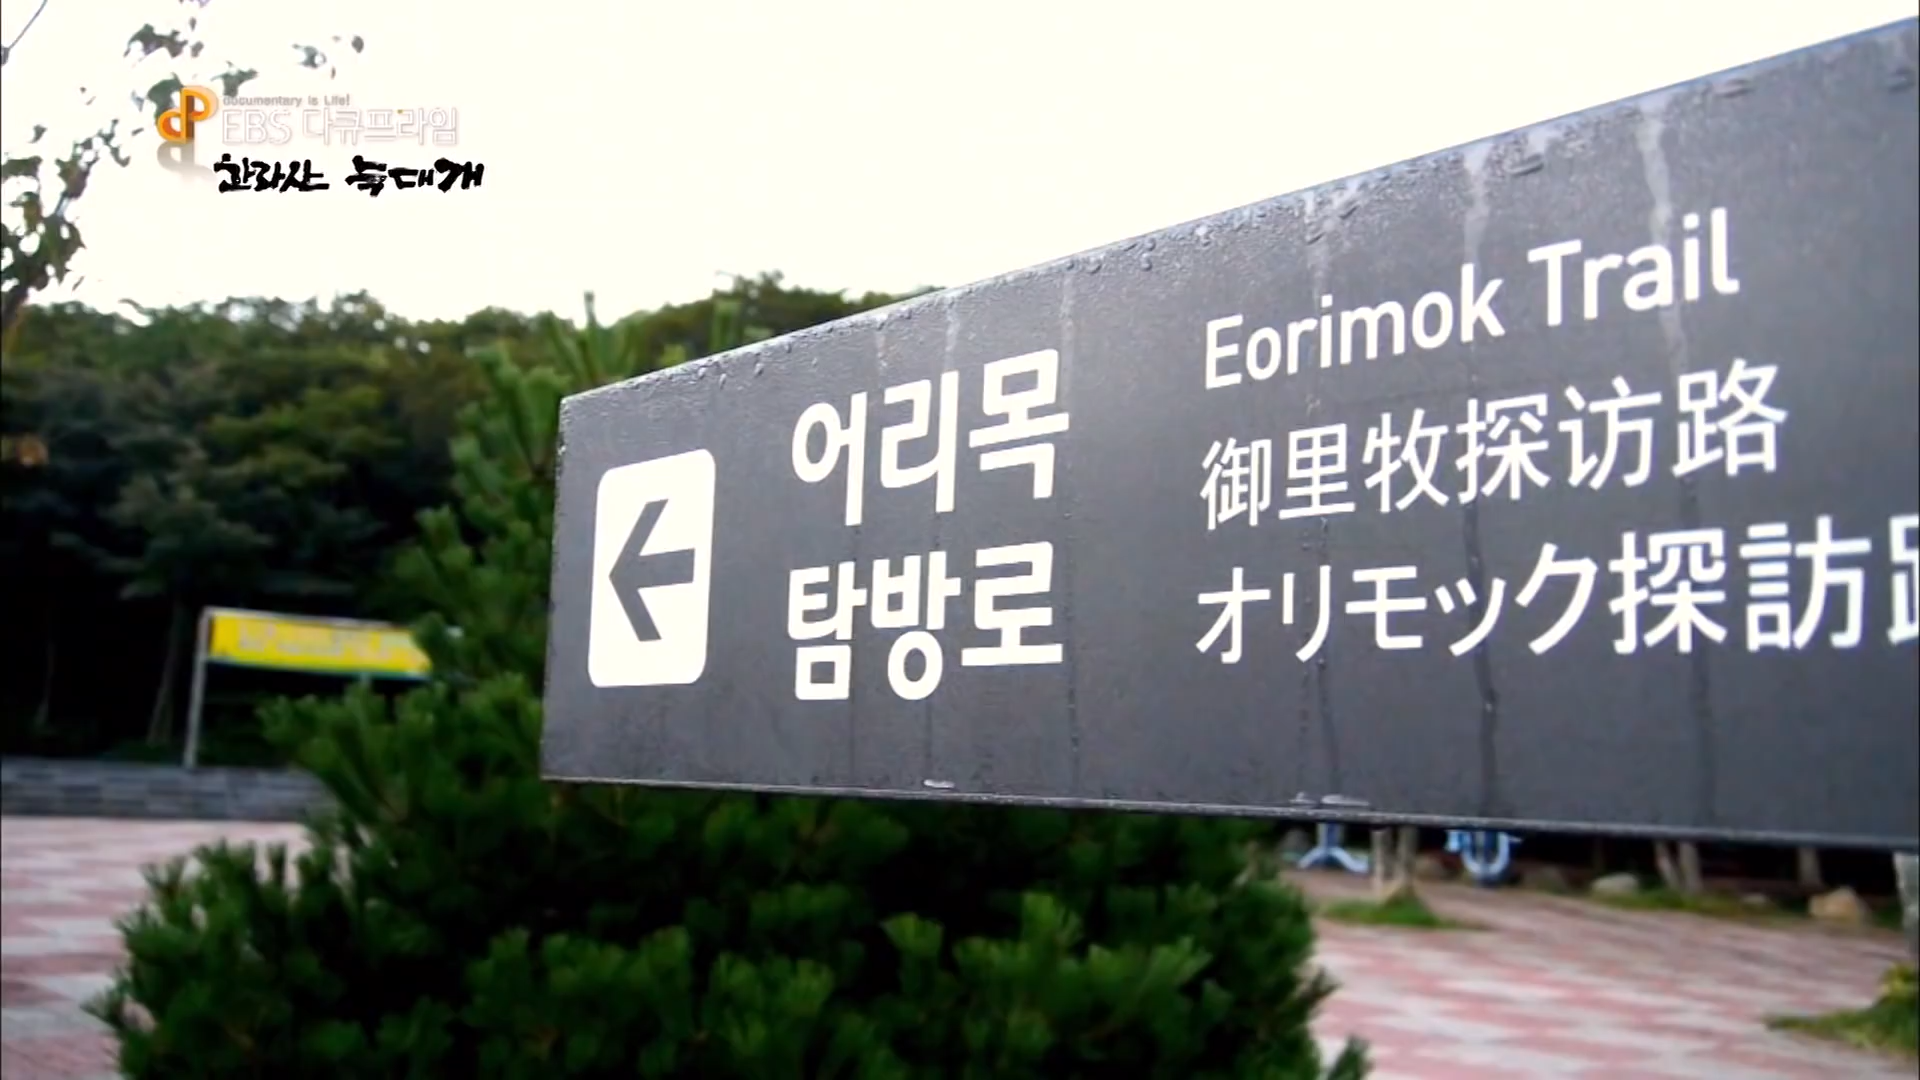 documentary is Life!
EBS 다큐프라임
한라산 늑대개
어리목
탐방로
Eorimok Trail
御里牧探访路
オリモック探訪